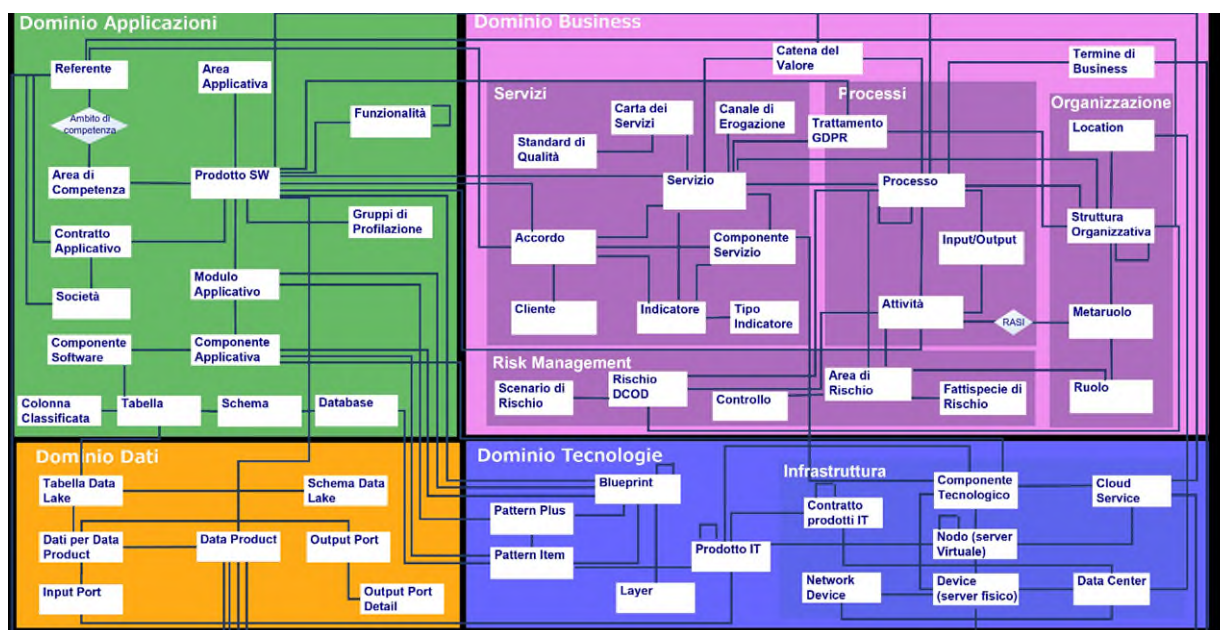 Dominio Applicazioni
Referente
Area
Applicativa
Funzionalità
Ambito di
competenza
Area di
Competenza
Prodotto SW
Contratto
Applicativo
Gruppi di
Profilazione
Società
Modulo
Applicativo
Componente
Software
Componente
Applicativa
Colonna
Classificata
Tabella
Schema
Database
Dominio Business
Catena del
Valore
Termine di
Business
Servizi
Carta dei
Servizi
Canale di
Erogazione
Standard di
Qualità
Servizio
Accordo
Componente
Servizio
Cliente
Indicatore
Tipo
Indicatore
Processi
Trattamento
GDPR
Processo
Input/Output
Attività
RASI
Organizzazione
Location
Struttura
Organizzativa
Metaruolo
Ruolo
Risk Management
Scenario di
Rischio
Rischio
DCOD
Controllo
Area di
Rischio
Fattispecie di
Rischio
Dominio Dati
Tabella Data
Lake
Schema Data
Lake
Dati per Data
Product
Data Product
Output Port
Input Port
Output Port
Detail
Dominio Tecnologie
Blueprint
Pattern Plus
Pattern Item
Layer
Prodotto IT
Infrastruttura
Contratto
prodotti IT
Componente
Tecnologico
Cloud
Service
Nodo (server
Virtuale)
Network
Device
Device
(server fisico)
Data Center